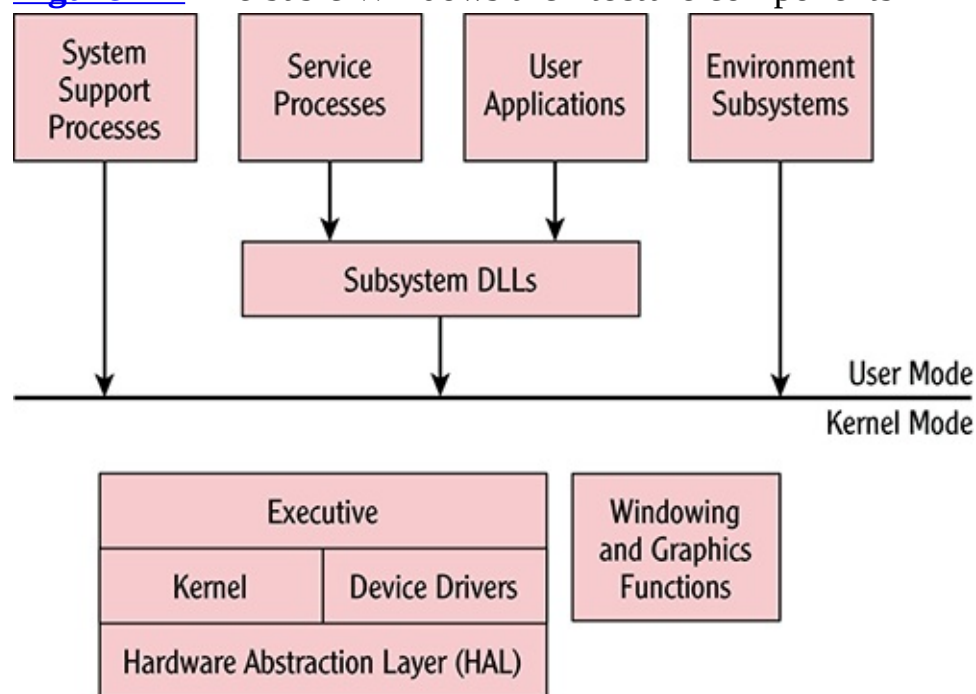 System
Support
Processes
Service
Processes
User
Applications
Environment
Subsystems
Subsystem DLLs
User Mode
Kernel Mode
Executive
Kernel
Device Drivers
Hardware Abstraction Layer (HAL)
Windowing
and Graphics
Functions